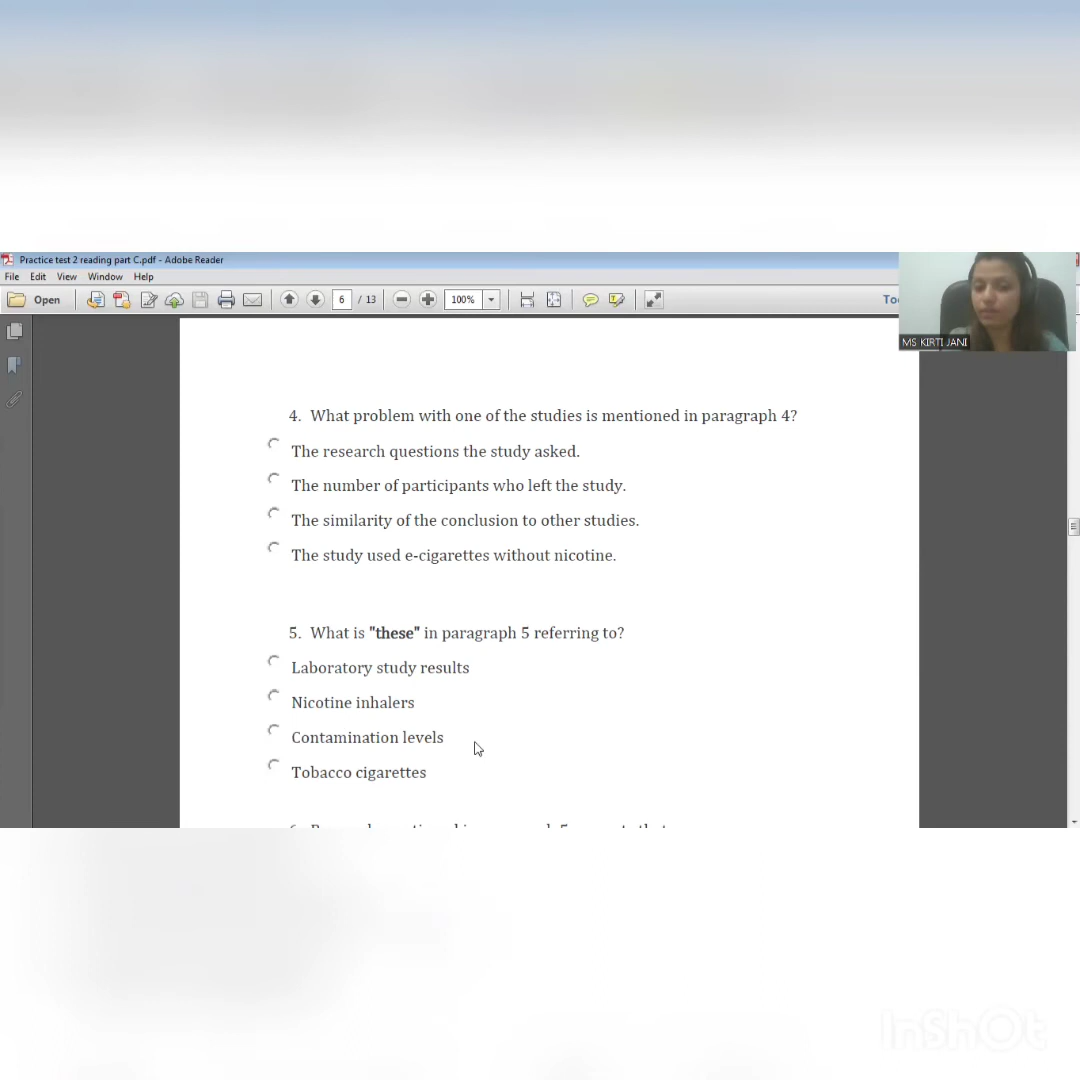 Practice test 2 reading part C.pdf - Adobe Reader
File Edit View Window Help
Open 6 / 13 100%
MS KIRTI JANI
4. What problem with one of the studies is mentioned in paragraph 4?
The research questions the study asked.
The number of participants who left the study.
The similarity of the conclusion to other studies.
The study used e-cigarettes without nicotine.
5. What is "these" in paragraph 5 referring to?
Laboratory study results
Nicotine inhalers
Contamination levels
Tobacco cigarettes
InShOt